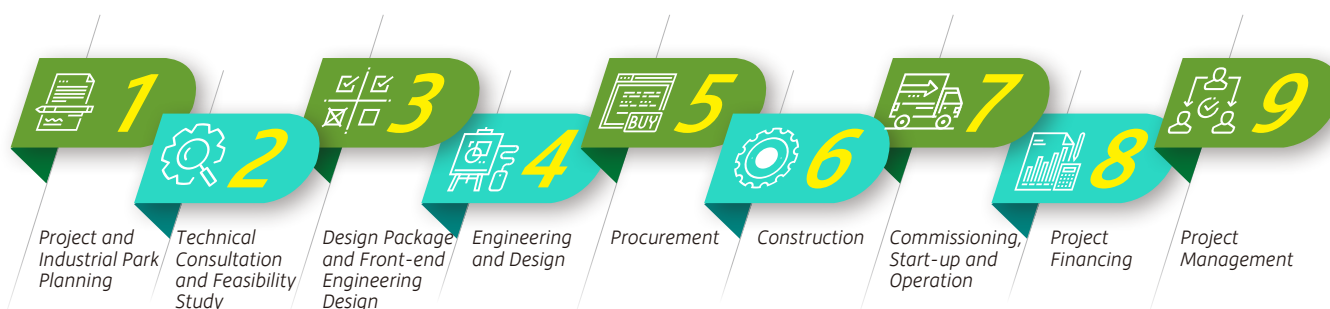 1
2
3
4
5
BUY
6
7
8
9
Project and
Industrial Park
Planning
Technical
Consultation
and Feasibility
Study
Design Package
and Front-end
Engineering
Design
Engineering
and Design
Procurement
Construction
Commissioning,
Start-up and
Operation
Project
Financing
Project
Management